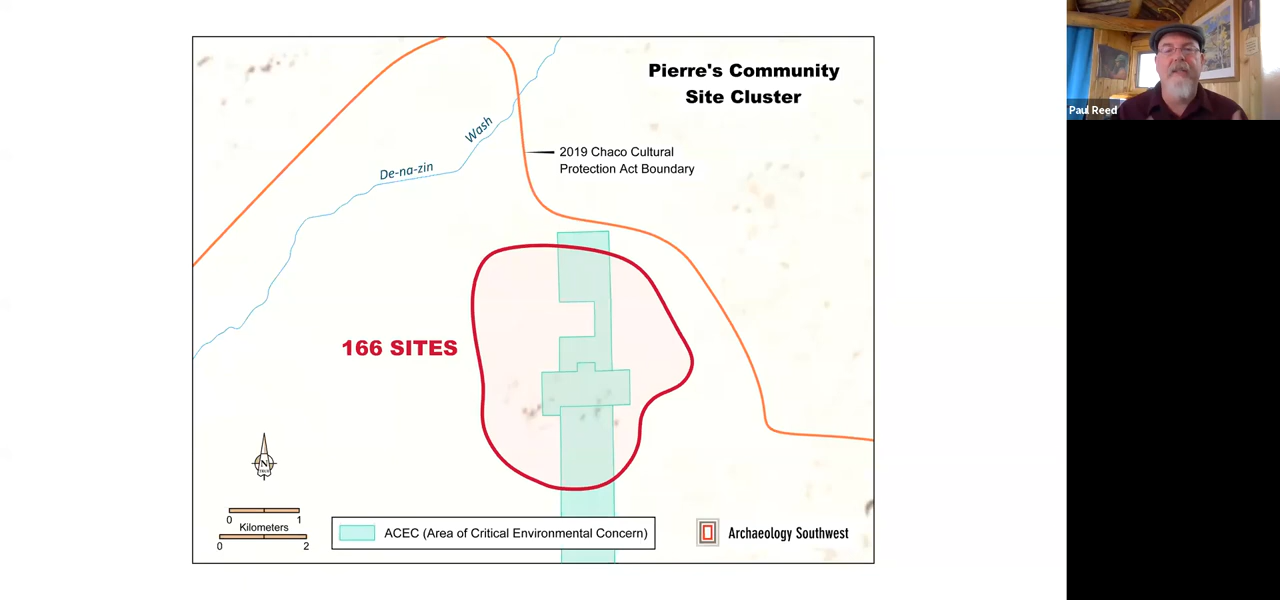 Pierre's Community
Site Cluster
Wash
De-na-zin
2019 Chaco Cultural
Protection Act Boundary
166 SITES
N
TRUE
0 1
Kilometers
0 2
ACEC (Area of Critical Environmental Concern)
Archaeology Southwest
Paul Reed